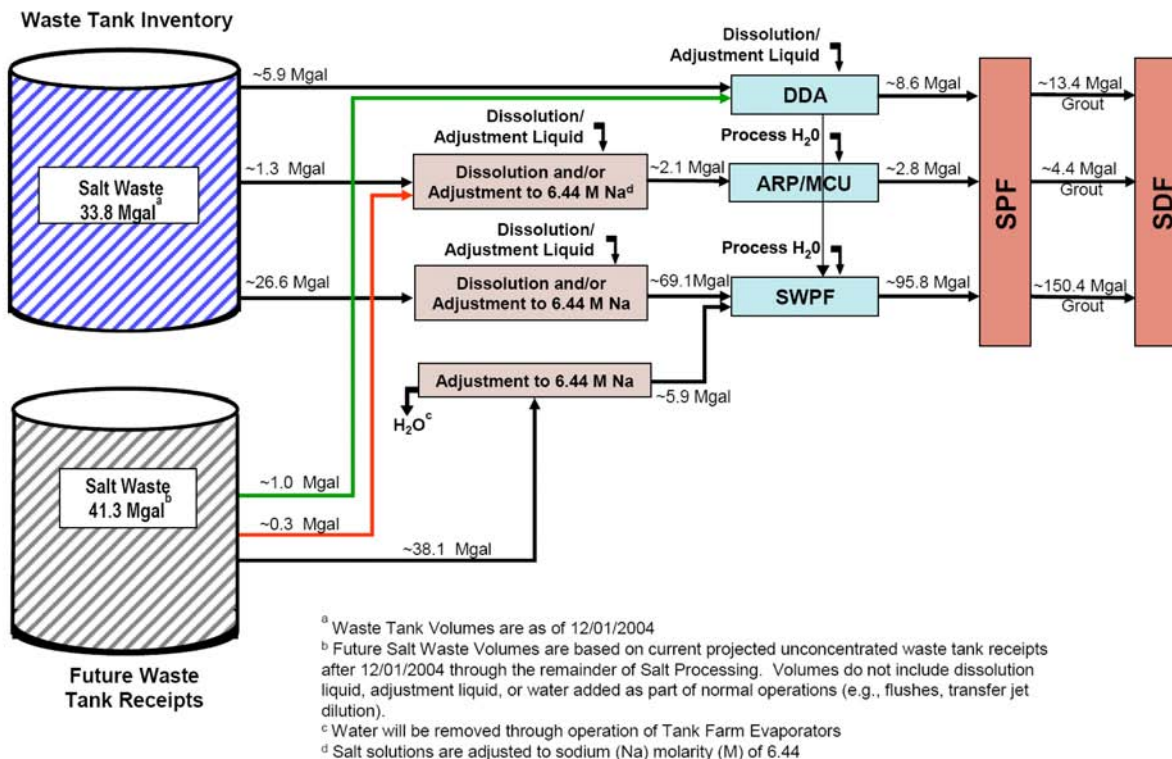 Waste Tank Inventory
Salt Waste
33.8 Mgal a
~5.9 Mgal
~1.3 Mgal
~26.6 Mgal
Dissolution/
Adjustment Liquid
DDA
~8.6 Mgal
Dissolution/
Adjustment Liquid
Dissolution and/or
Adjustment to 6.44 M Na d
~2.1 Mgal
Process H20
ARP/MCU
~2.8 Mgal
Dissolution/
Adjustment Liquid
Dissolution and/or
Adjustment to 6.44 M Na
~69.1Mgal
Process H20
SWPF
~95.8 Mgal
Adjustment to 6.44 M Na
~5.9 Mgal
H2O c
SPF
~13.4 Mgal
Grout
~4.4 Mgal
Grout
~150.4 Mgal
Grout
SDF
Salt Waste
41.3 Mgal b
~1.0 Mgal
~0.3 Mgal
~38.1 Mgal
Future Waste
Tank Receipts
a Waste Tank Volumes are as of 12/01/2004
b Future Salt Waste Volumes are based on current projected unconcentrated waste tank receipts
after 12/01/2004 through the remainder of Salt Processing. Volumes do not include dissolution
liquid, adjustment liquid, or water added as part of normal operations (e.g., flushes, transfer jet
dilution).
c Water will be removed through operation of Tank Farm Evaporators
d Salt solutions are adjusted to sodium (Na) molarity (M) of 6.44